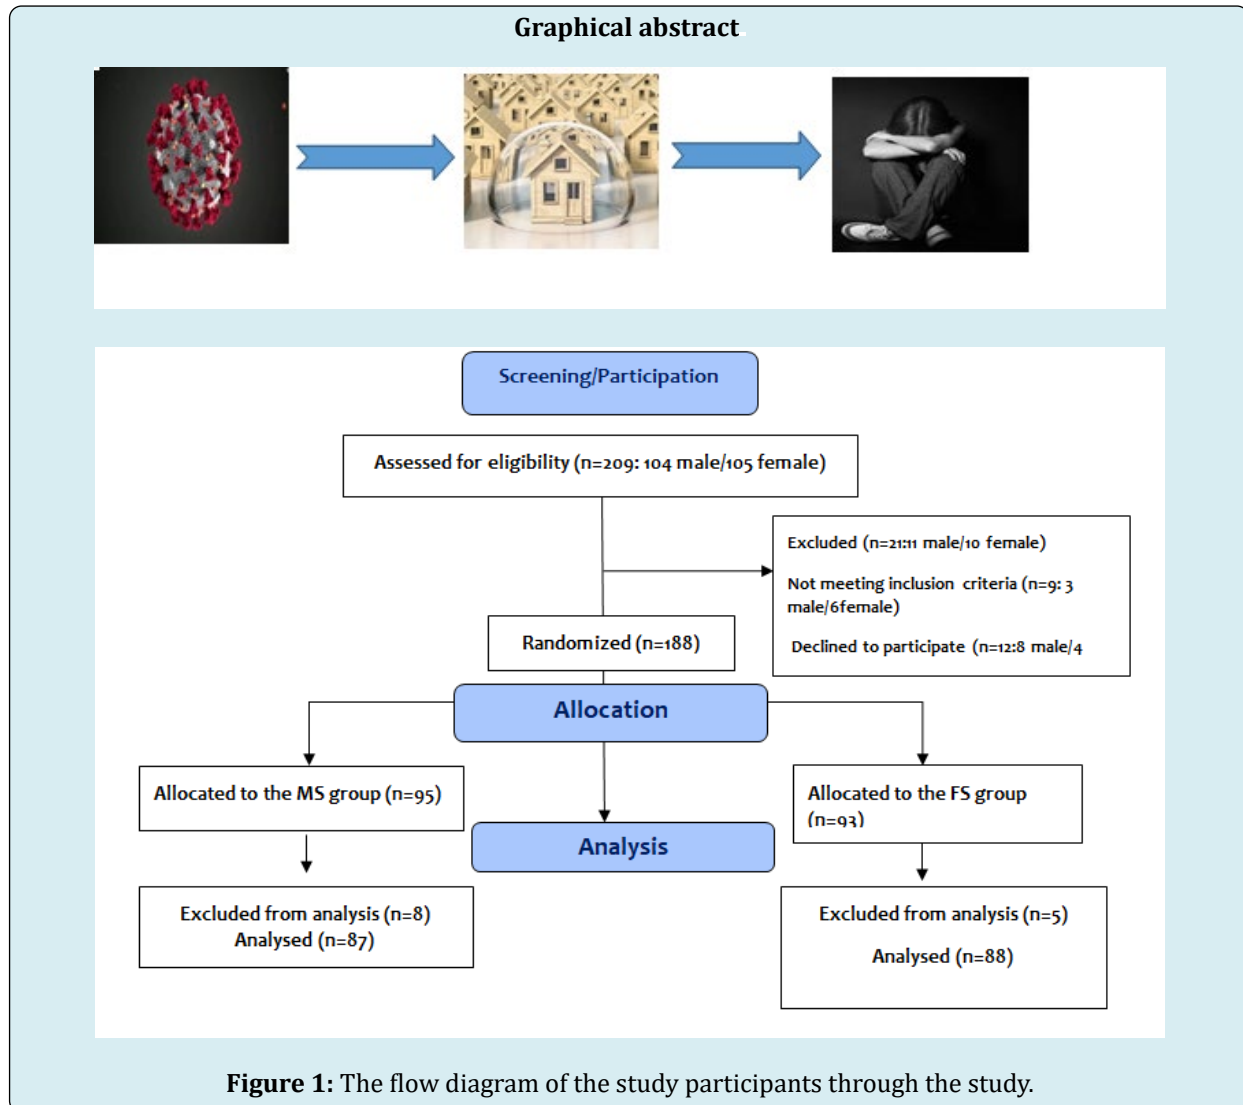 Graphical abstract
Screening/Participation
Assessed for eligibility (n=209: 104 male/105 female)
Excluded (n=21:11 male/10 female)
Not meeting inclusion criteria (n=9: 3
male/6female)
Declined to participate (n=12:8 male/4
Randomized (n=188)
Allocation
Allocated to the MS group (n=95)
Allocated to the FS group
(n=93)
Analysis
Excluded from analysis (n=8)
Analysed (n=87)
Excluded from analysis (n=5)
Analysed (n=88)
Figure 1: The flow diagram of the study participants through the study.